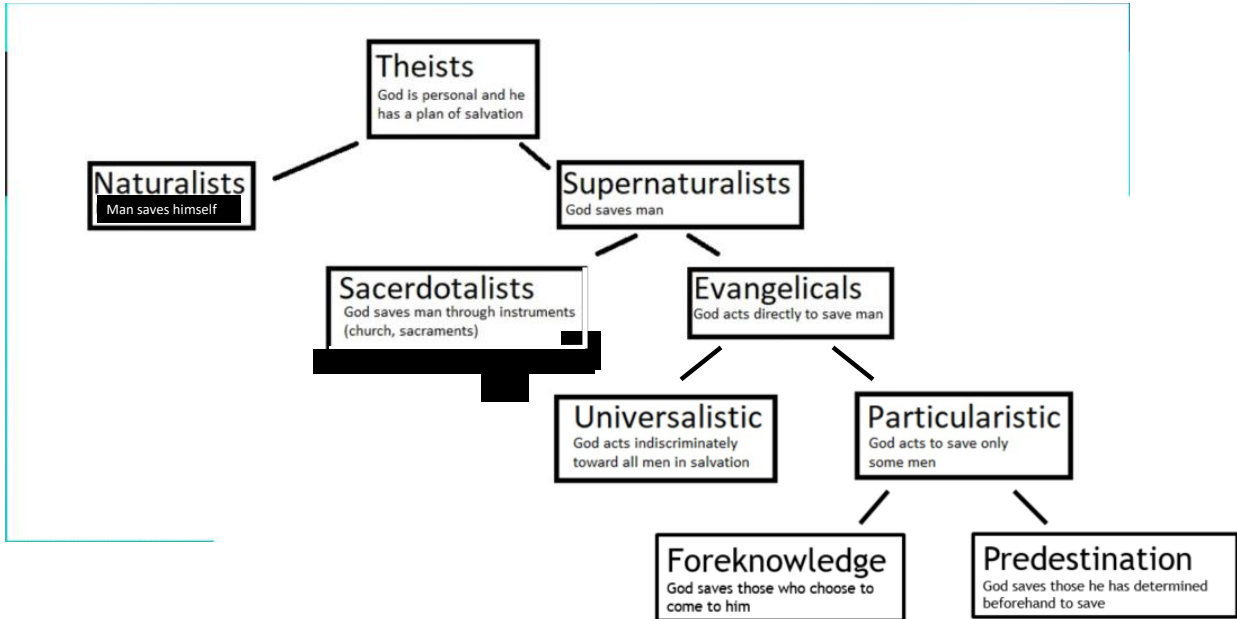 Theists
God is personal and he
has a plan of salvation
Naturalists
Man saves himself
Supernaturalists
God saves man
Sacerdotalists
God saves man through instruments
(church, sacraments)
Evangelicals
God acts directly to save man
Universalistic
God acts indiscriminately
toward all men in salvation
Particularistic
God acts to save only
some men
Foreknowledge
God saves those who choose to
come to him
Predestination
God saves those he has determined
beforehand to save